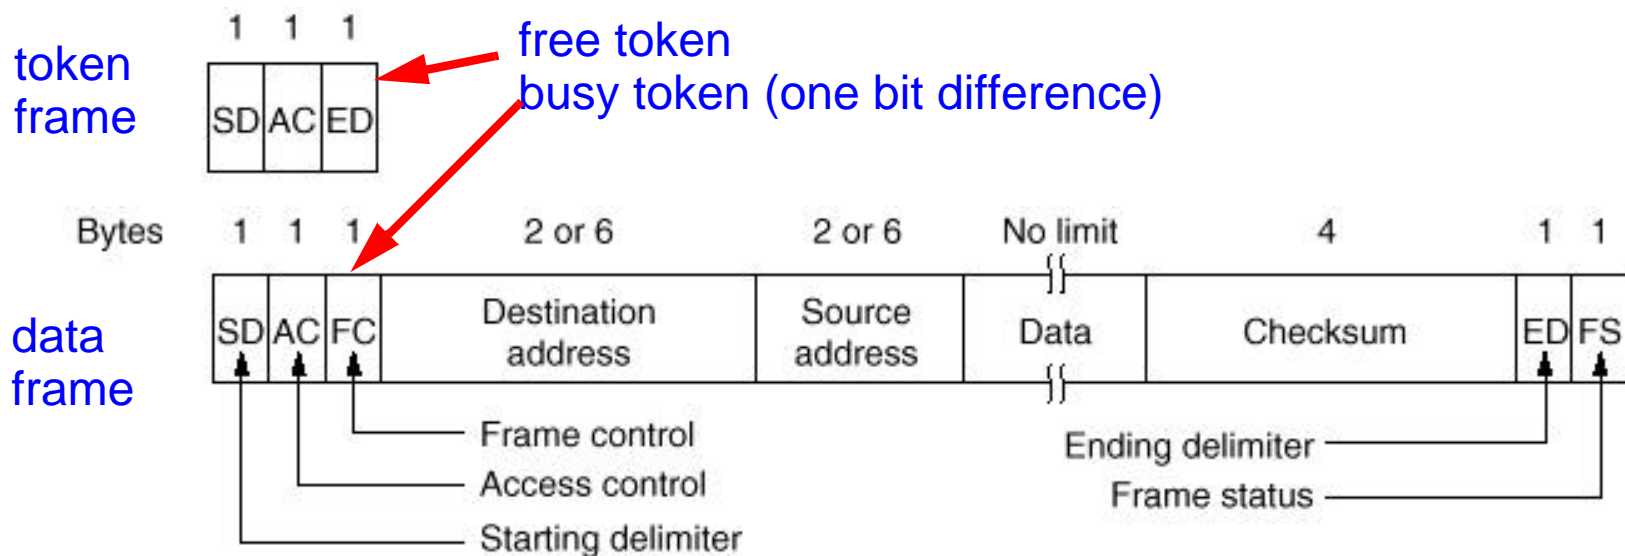 1 1 1
token
frame
free token
busy token (one bit difference)
SD AC ED
Bytes 1 1 1 2 or 6 2 or 6 No limit 4 1 1
data
frame
SD AC FC
Destination
address
Source
address
Data
Checksum
ED FS
Frame control
Access control
Starting delimiter
Ending delimiter
Frame status